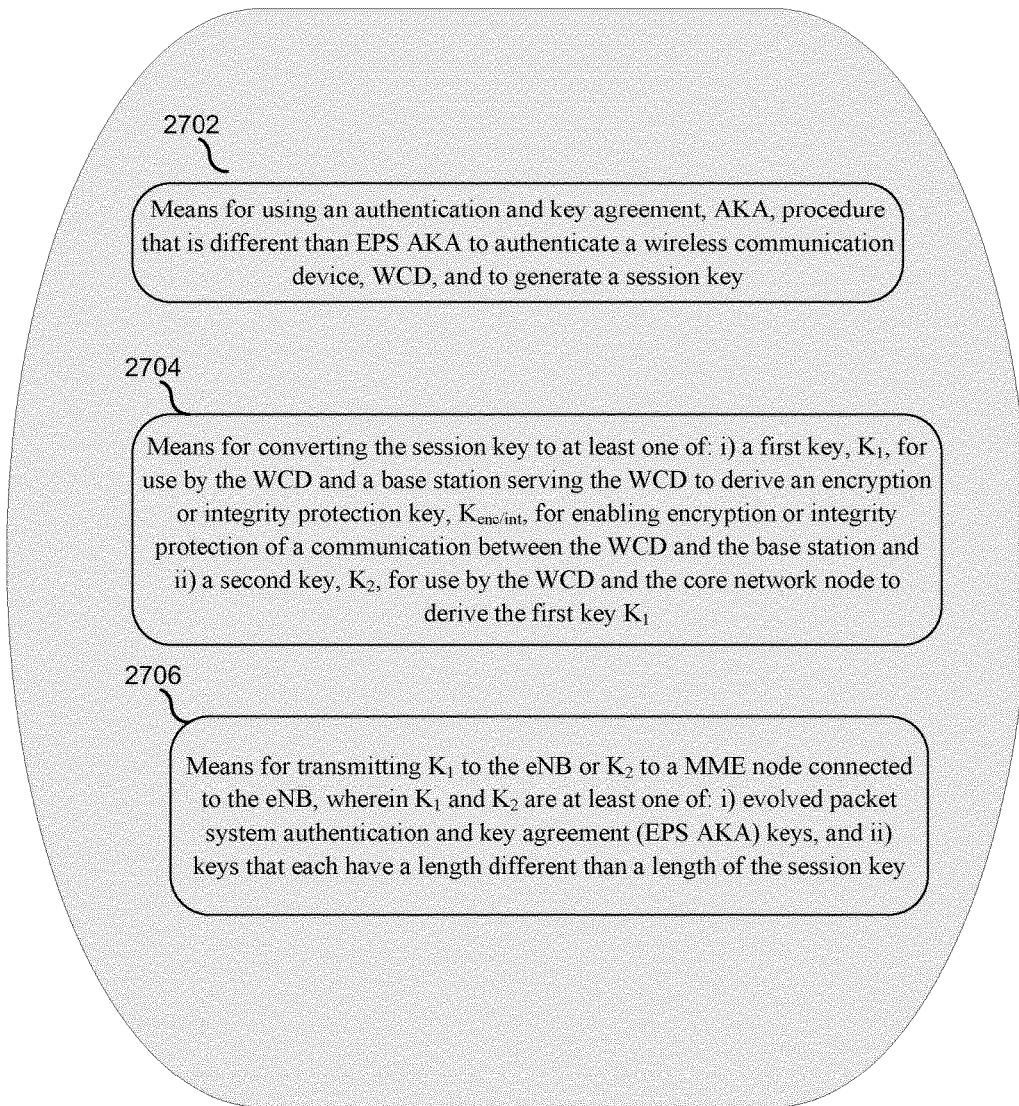 2702
Means for using an authentication and key agreement, AKA, procedure
that is different than EPS AKA to authenticate a wireless communication
device, WCD, and to generate a session key
2704
Means for converting the session key to at least one of: i) a first key, K₁, for
use by the WCD and a base station serving the WCD to derive an encryption
or integrity protection key, Kenc/int, for enabling encryption or integrity
protection of a communication between the WCD and the base station and
ii) a second key, K₂, for use by the WCD and the core network node to
derive the first key K₁
2706
Means for transmitting K₁ to the eNB or K₂ to a MME node connected
to the eNB, wherein K₁ and K₂ are at least one of: i) evolved packet
system authentication and key agreement (EPS AKA) keys, and ii)
keys that each have a length different than a length of the session key